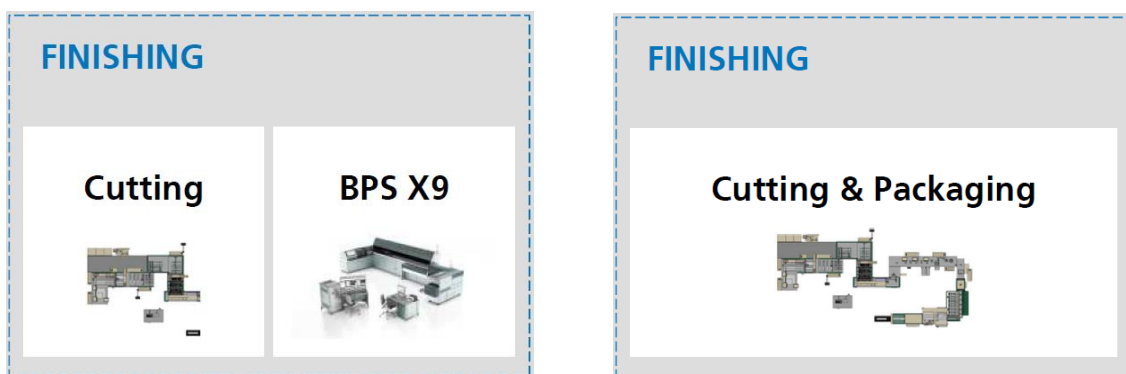 FINISHING
Cutting
BPS X9
FINISHING
Cutting & Packaging